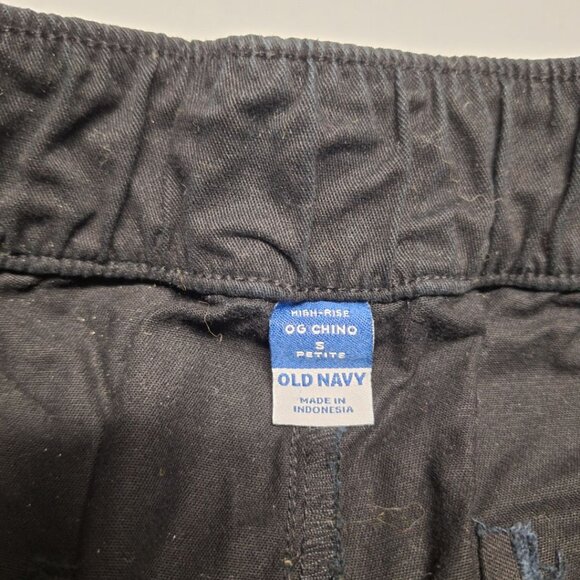 HIGH-RISE
OG CHINO
S
PETITE
OLD NAVY
MADE IN
INDONESIA